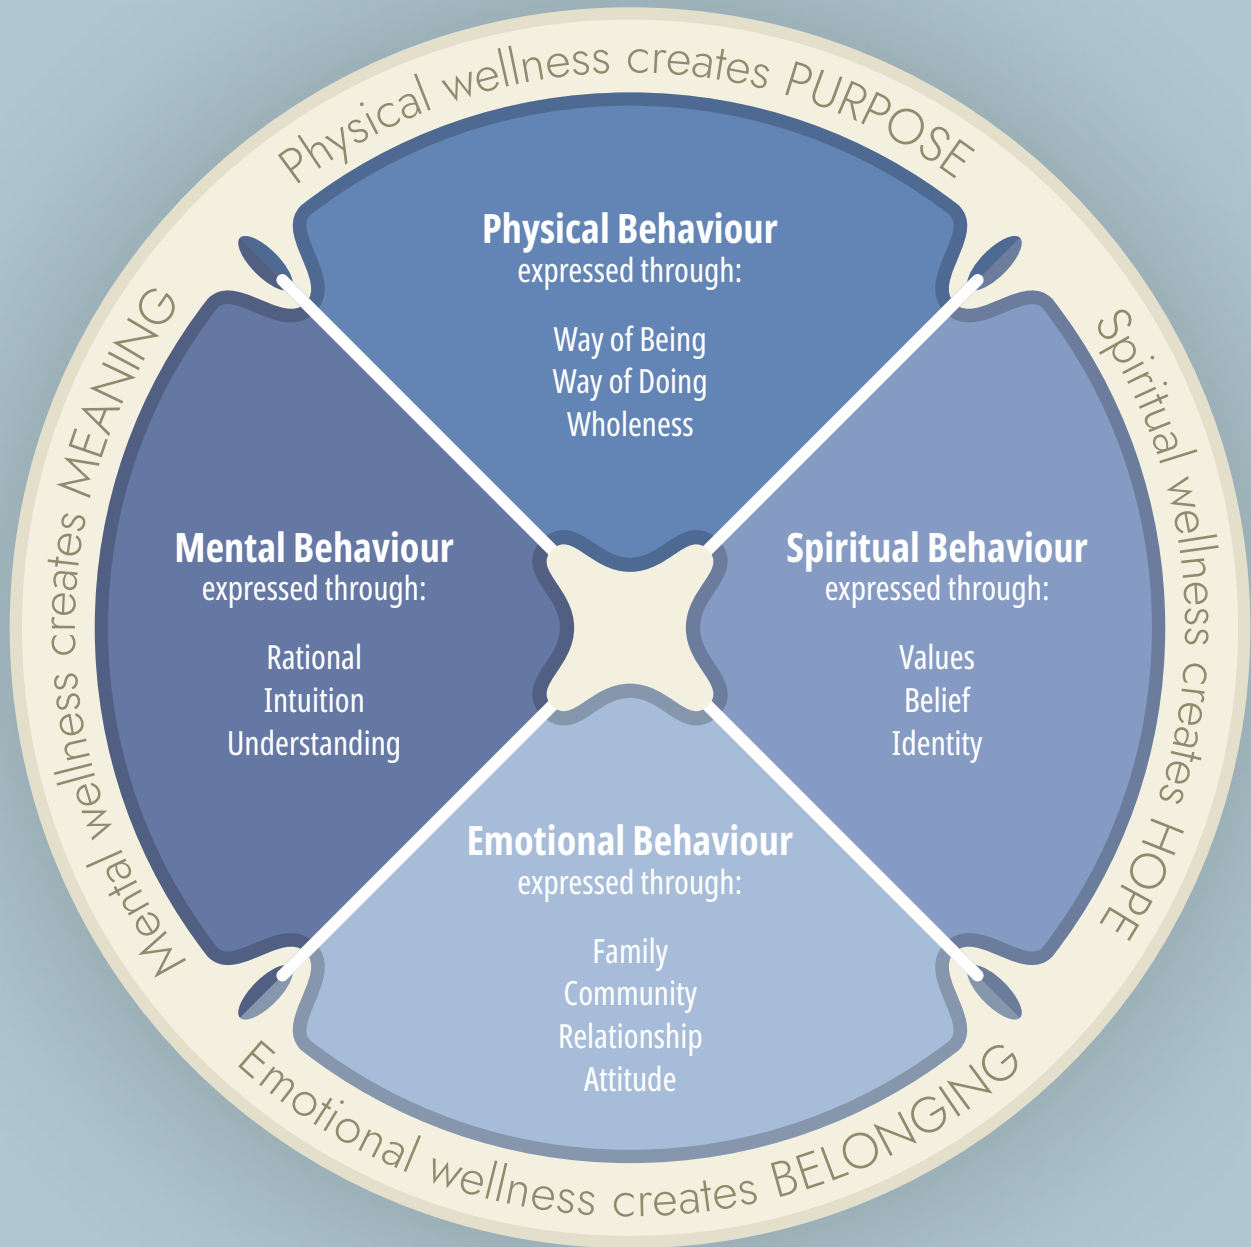 Physical wellness creates PURPOSE
Physical Behaviour
expressed through:
Way of Being
Way of Doing
Wholeness
Mental wellness creates MEANING
Mental Behaviour
expressed through:
Rational
Intuition
Understanding
Spiritual Behaviour
expressed through:
Values
Belief
Identity
Spiritual wellness creates HOPE
Emotional Behaviour
expressed through:
Family
Community
Relationship
Attitude
Emotional wellness creates BELONGING